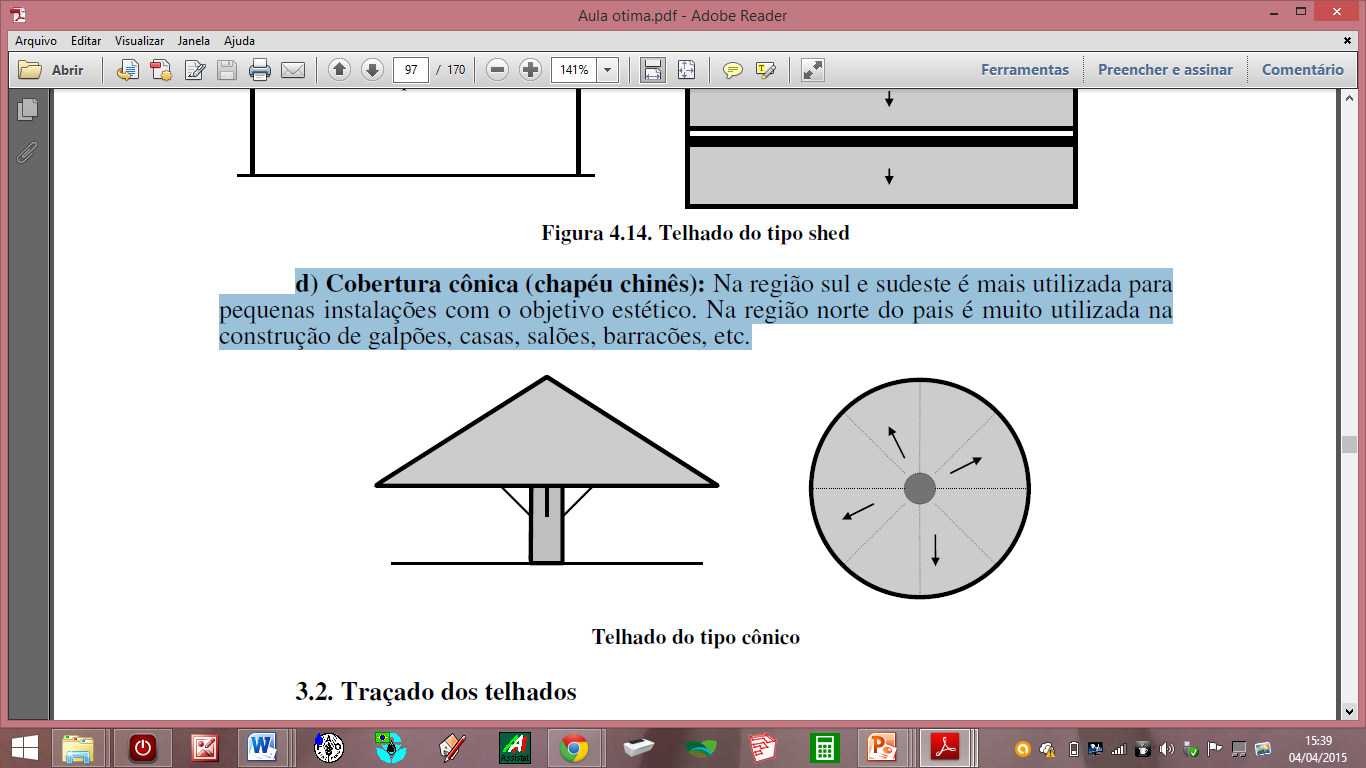 Aula otima.pdf - Adobe Reader
Arquivo Editar Visualizar Janela Ajuda
Abrir 97 / 170 141% Ferramentas Preencher e assinar Comentário
Figura 4.14. Telhado do tipo shed
d) Cobertura cônica (chapéu chinês): Na região sul e sudeste é mais utilizada para
pequenas instalações com o objetivo estético. Na região norte do pais é muito utilizada na
construção de galpões, casas, salões, barracões, etc.
Telhado do tipo cônico
3.2. Traçado dos telhados
Assistat
15:39
04/04/2015